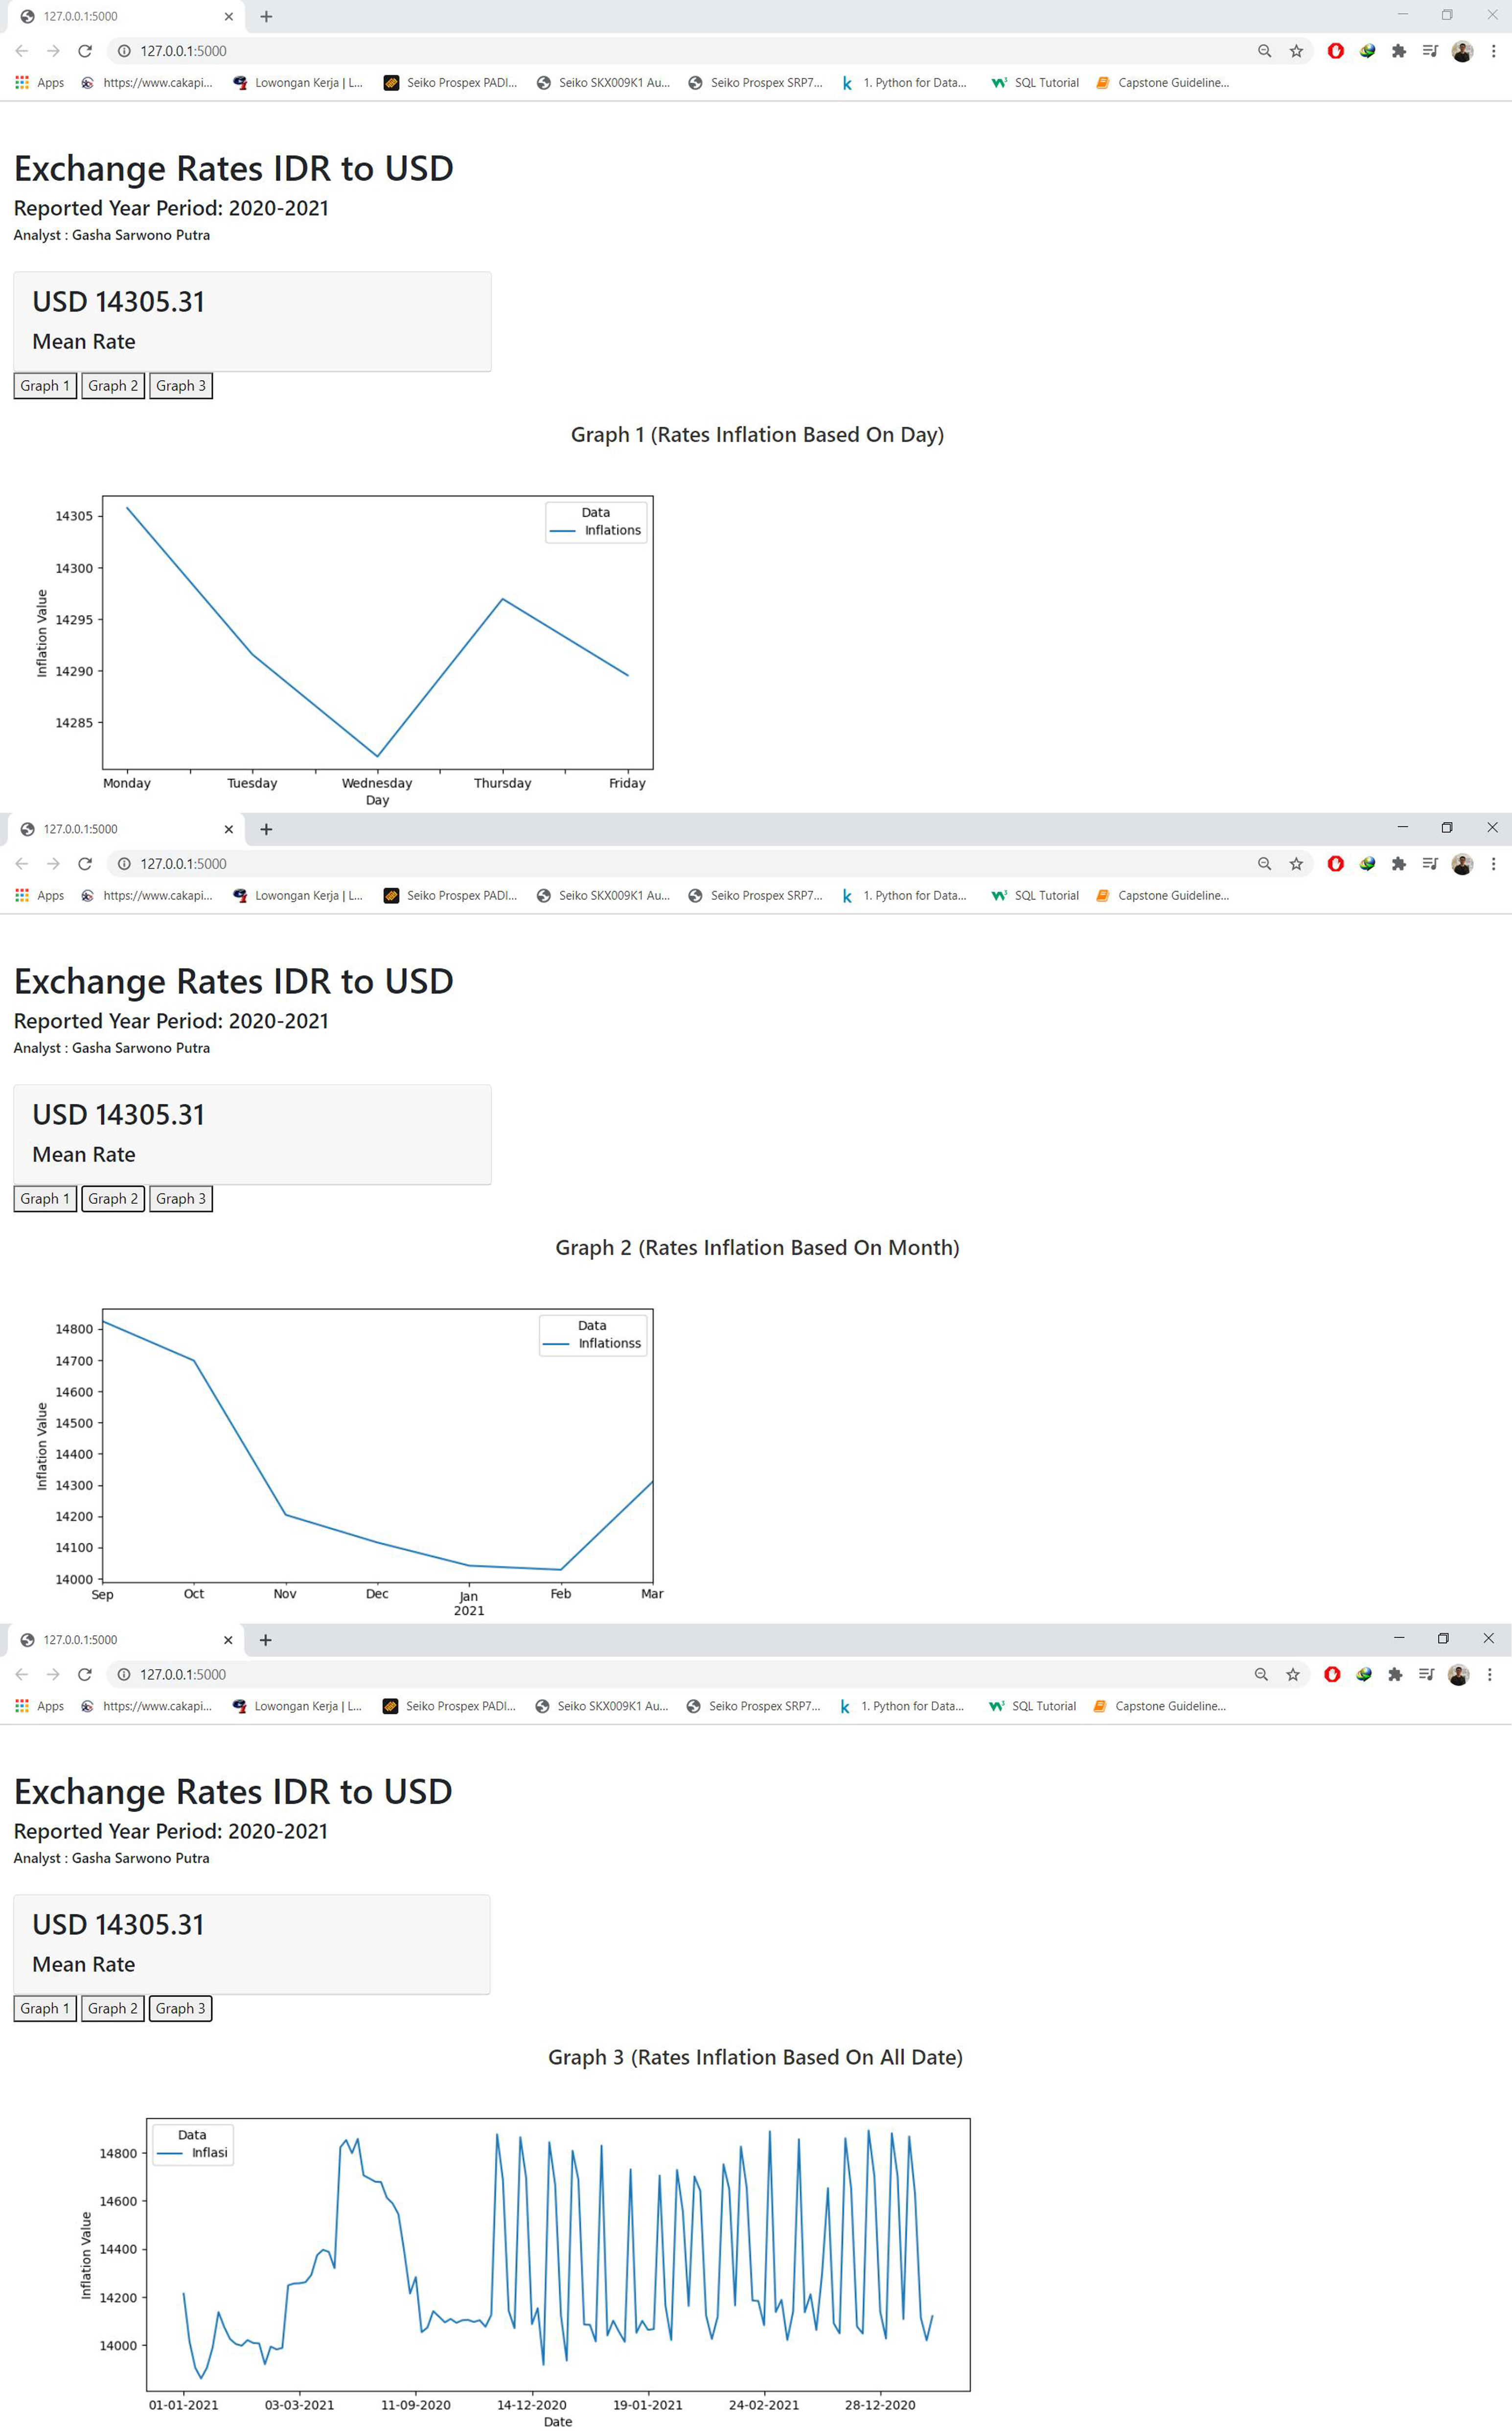 127.0.0.1:5000
127.0.0.1:5000
Apps https://www.cakapi... Lowongan Kerja | L... Seiko Prospex PADI... Seiko SKX009K1 Au... Seiko Prospex SRP7... 1. Python for Data... SQL Tutorial Capstone Guideline...
Exchange Rates IDR to USD
Reported Year Period: 2020-2021
Analyst : Gasha Sarwono Putra
USD 14305.31
Mean Rate
Graph 1 Graph 2 Graph 3
Graph 1 (Rates Inflation Based On Day)
Data
Inflations
14305
14300
14295
14290
14285
Inflation Value
Monday Tuesday Wednesday Thursday Friday
Day
127.0.0.1:5000
127.0.0.1:5000
Apps https://www.cakapi... Lowongan Kerja | L... Seiko Prospex PADI... Seiko SKX009K1 Au... Seiko Prospex SRP7... 1. Python for Data... SQL Tutorial Capstone Guideline...
Exchange Rates IDR to USD
Reported Year Period: 2020-2021
Analyst : Gasha Sarwono Putra
USD 14305.31
Mean Rate
Graph 1 Graph 2 Graph 3
Graph 2 (Rates Inflation Based On Month)
Data
Inflationss
14800
14700
14600
14500
14400
14300
14200
14100
14000
Inflation Value
Sep Oct Nov Dec Jan Feb Mar
2021
127.0.0.1:5000
127.0.0.1:5000
Apps https://www.cakapi... Lowongan Kerja | L... Seiko Prospex PADI... Seiko SKX009K1 Au... Seiko Prospex SRP7... 1. Python for Data... SQL Tutorial Capstone Guideline...
Exchange Rates IDR to USD
Reported Year Period: 2020-2021
Analyst : Gasha Sarwono Putra
USD 14305.31
Mean Rate
Graph 1 Graph 2 Graph 3
Graph 3 (Rates Inflation Based On All Date)
Data
Inflasi
14800
14600
14400
14200
14000
Inflation Value
01-01-2021 03-03-2021 11-09-2020 14-12-2020 19-01-2021 24-02-2021 28-12-2020
Date